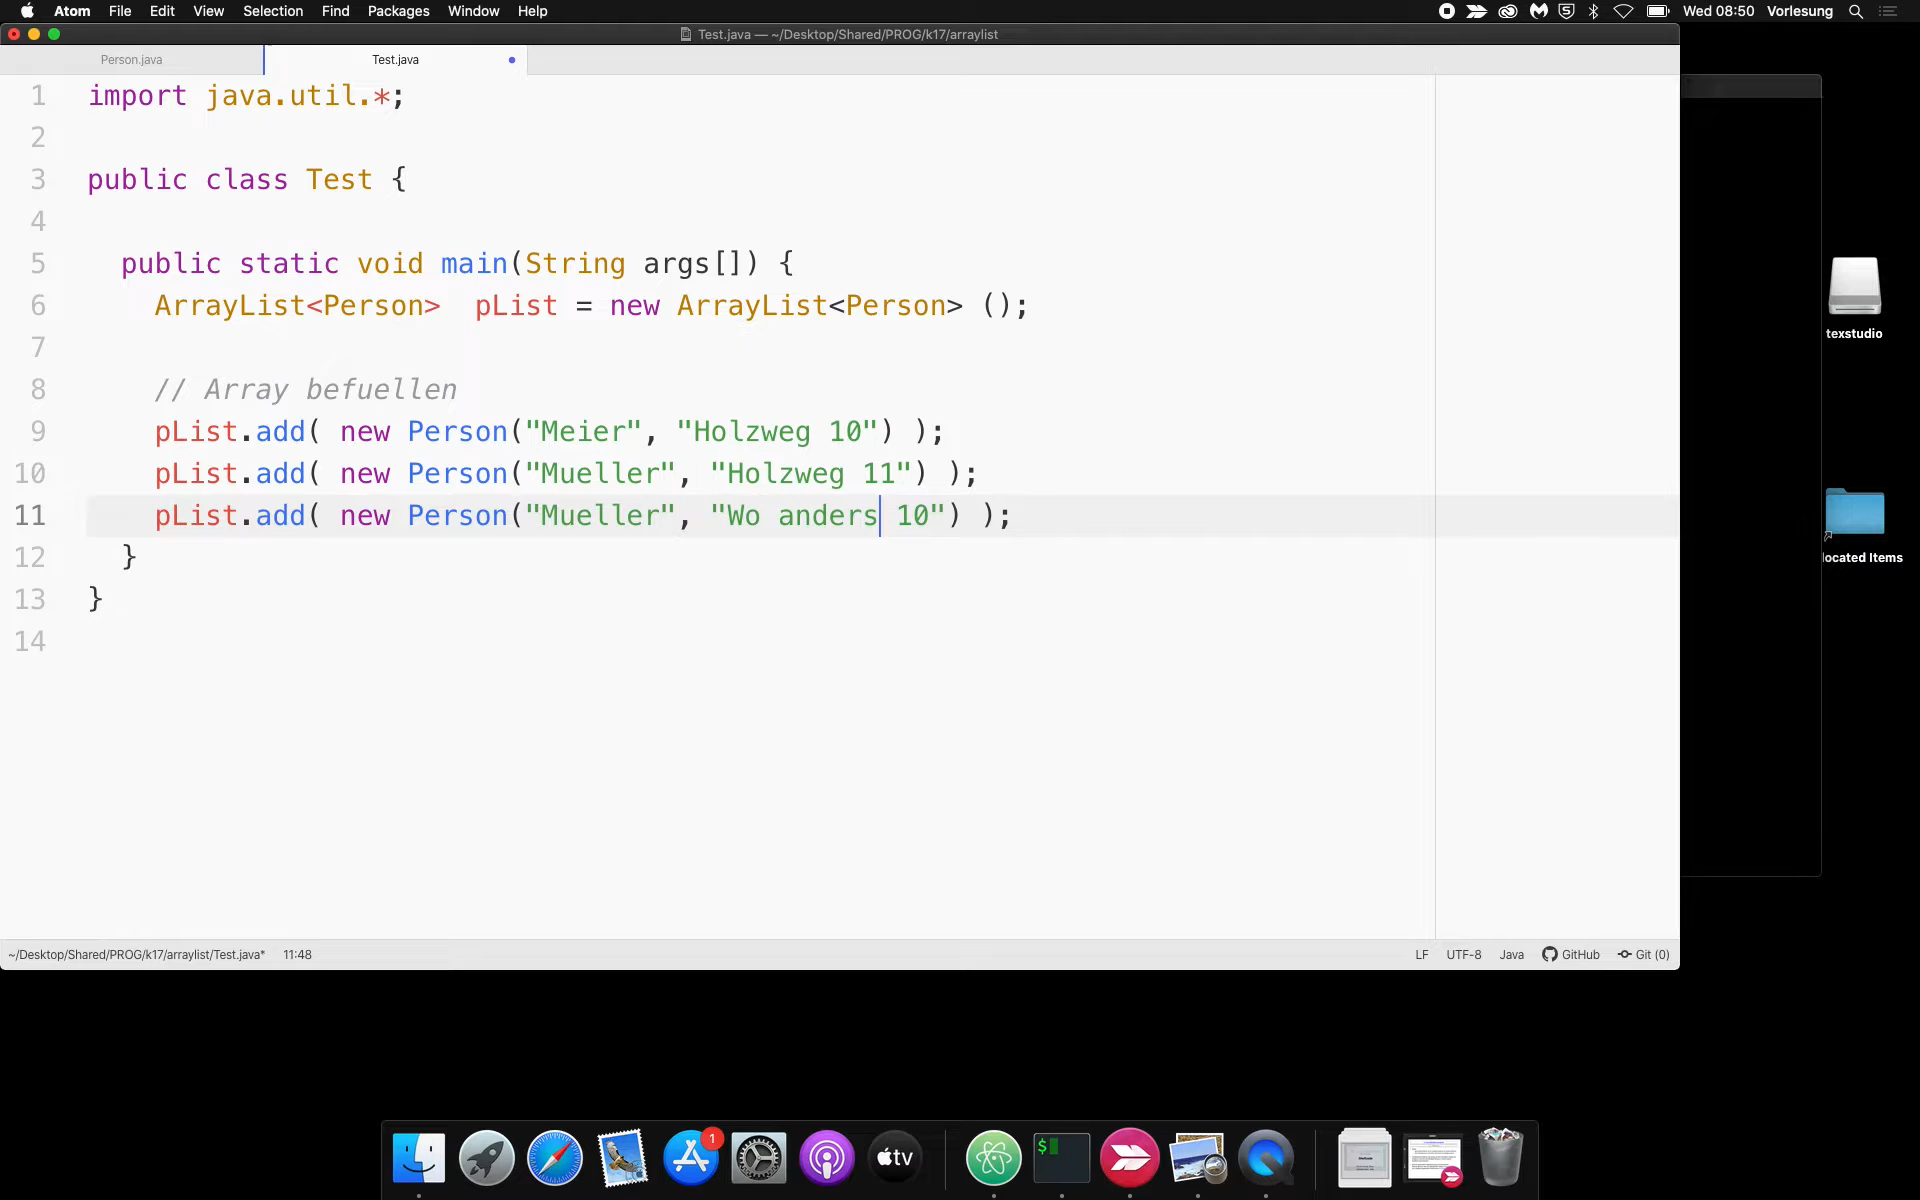 Atom File Edit View Selection Find Packages Window Help Wed 08:50 Vorlesung
Test.java — ~/Desktop/Shared/PROG/k17/arraylist
Person.java Test.java
1 import java.util.*;
2
3 public class Test {
4
5 public static void main(String args[]) {
6 ArrayList<Person> pList = new ArrayList<Person> ();
7
8 // Array befuellen
9 pList.add( new Person("Meier", "Holzweg 10") );
10 pList.add( new Person("Mueller", "Holzweg 11") );
11 pList.add( new Person("Mueller", "Wo anders 10") );
12 }
13 }
14
texstudio
located Items
~/Desktop/Shared/PROG/k17/arraylist/Test.java* 11:48 LF UTF-8 Java GitHub Git (0)
1
tv
$